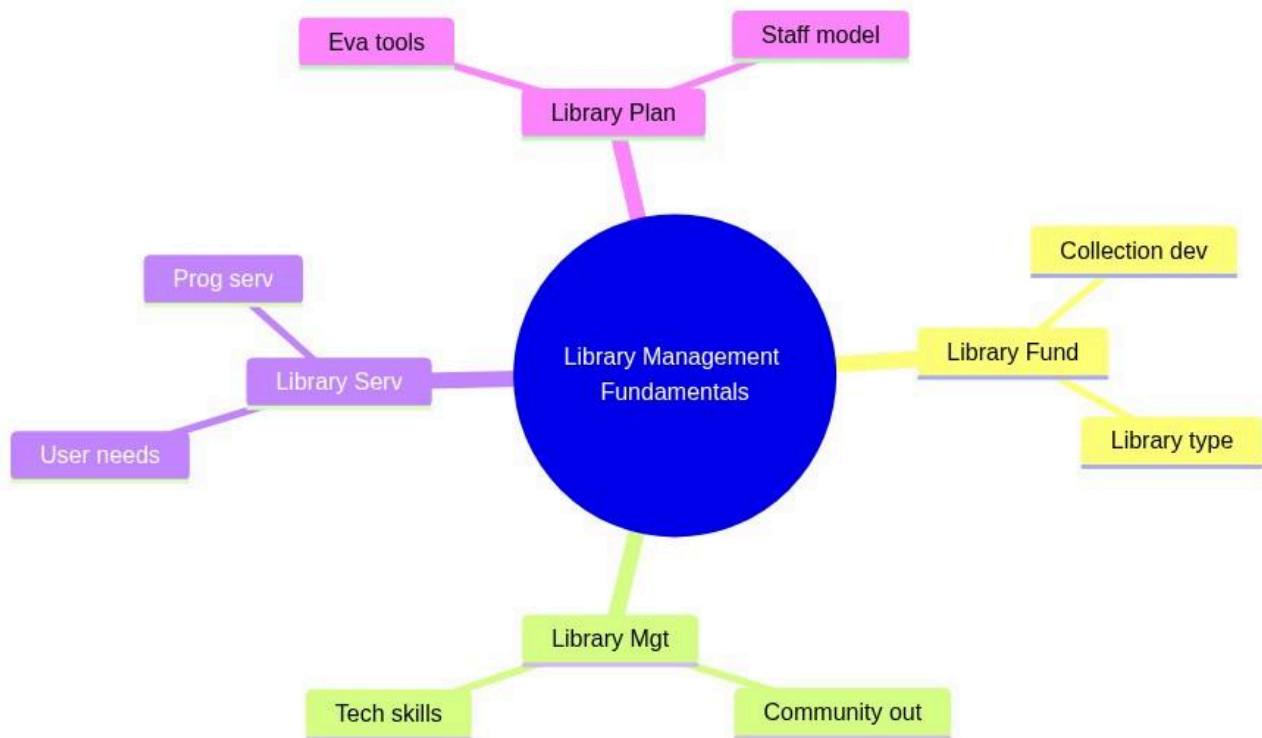 Eva tools
Staff model
Library Plan
Prog serv
Library Serv
User needs
Library Management
Fundamentals
Collection dev
Library Fund
Library type
Library Mgt
Tech skills
Community out